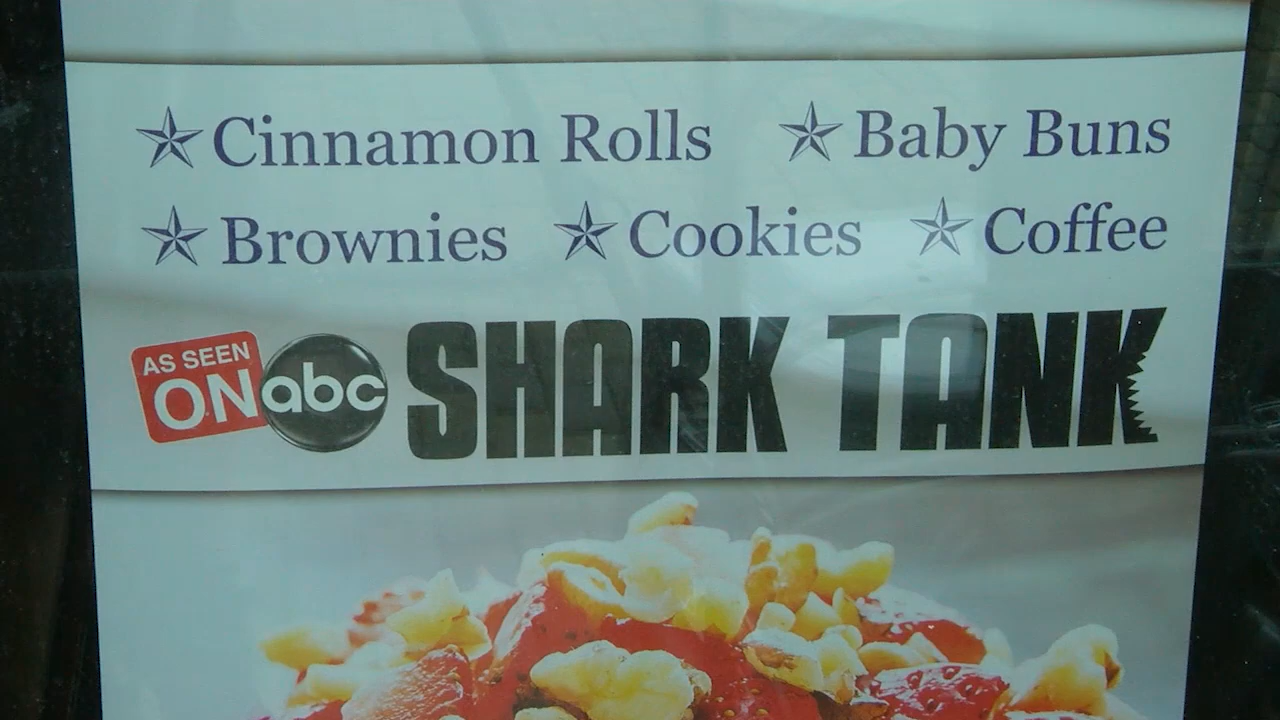 Cinnamon Rolls Baby Buns
Brownies Cookies Coffee
AS SEEN
ON abc SHARK TANK